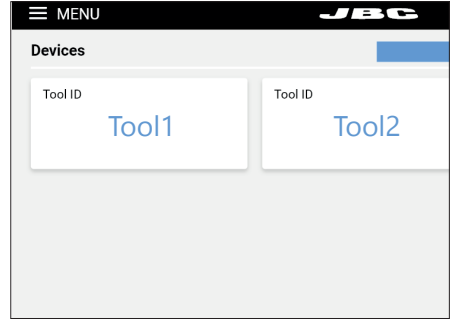 MENU
JBC
Devices
Tool ID
Tool1
Tool ID
Tool2